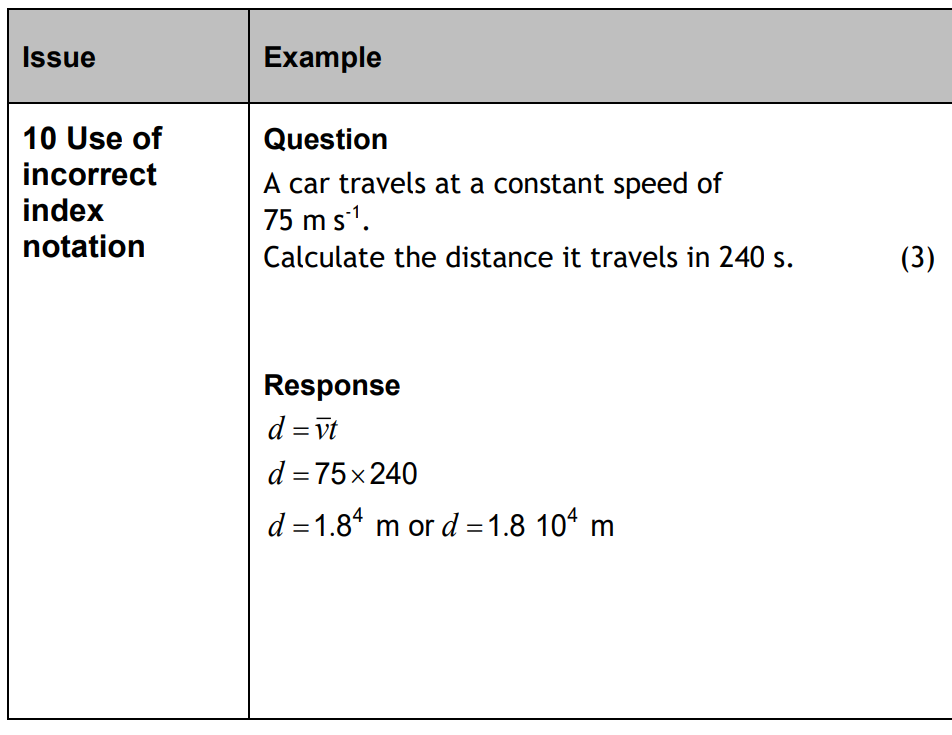 Issue
Example
10 Use of
incorrect
index
notation
Question
A car travels at a constant speed of
75 m s⁻¹.
Calculate the distance it travels in 240 s. (3)
Response
d = v̅t
d = 75 × 240
d = 1.8⁴ m or d = 1.8 10⁴ m